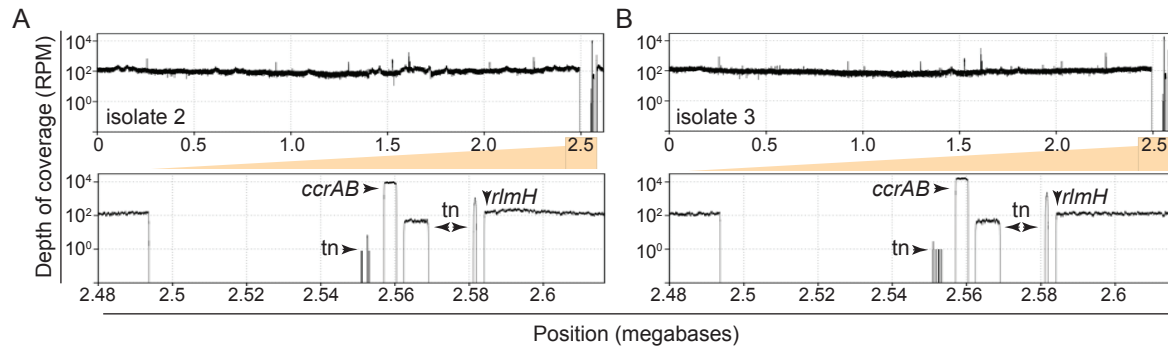 A
B
Depth of coverage (RPM)
10⁴
10²
10⁰
isolate 2
0 0.5 1.0 1.5 2.0 2.5
10⁴
10²
10⁰
isolate 3
0 0.5 1.0 1.5 2.0 2.5
10⁴
10²
10⁰
ccrAB
rlmH
tn
tn
2.48 2.5 2.52 2.54 2.56 2.58 2.6
10⁴
10²
10⁰
ccrAB
rlmH
tn
tn
2.48 2.5 2.52 2.54 2.56 2.58 2.6
Position (megabases)